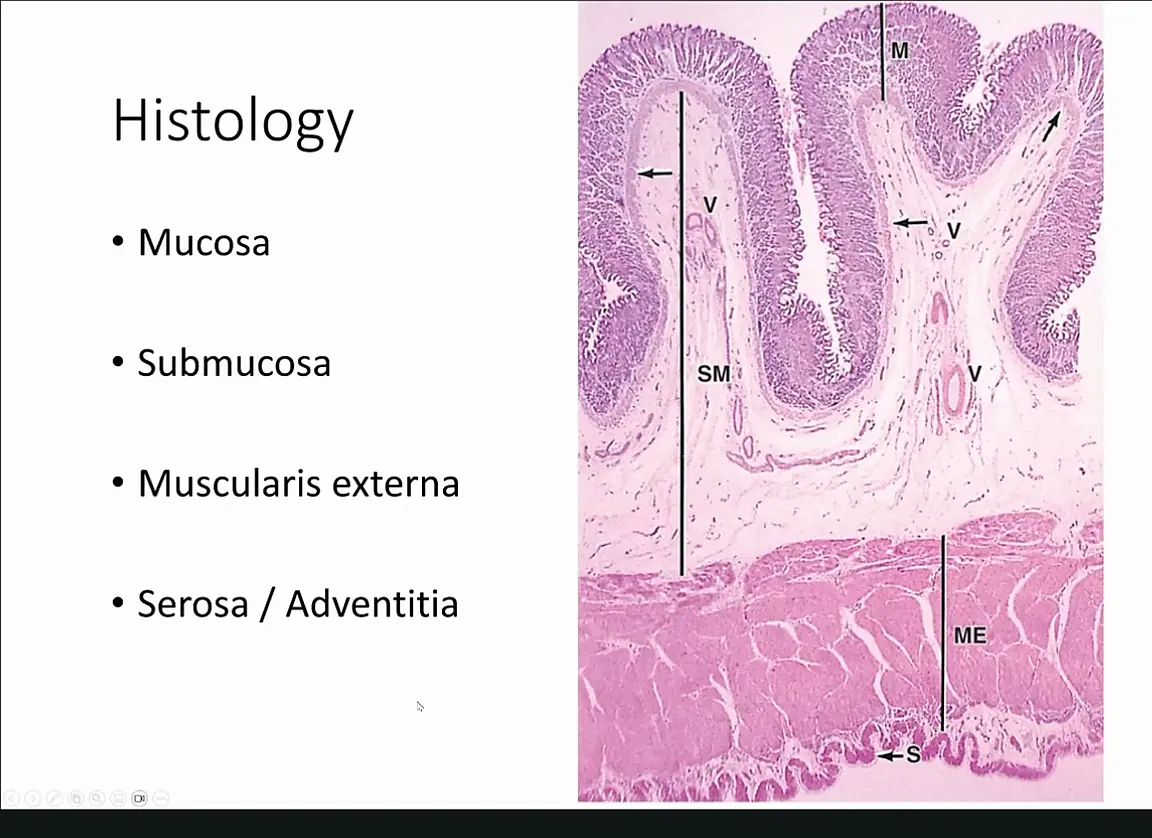 Histology
• Mucosa
• Submucosa
• Muscularis externa
• Serosa / Adventitia
M
V
V
SM
V
ME
S